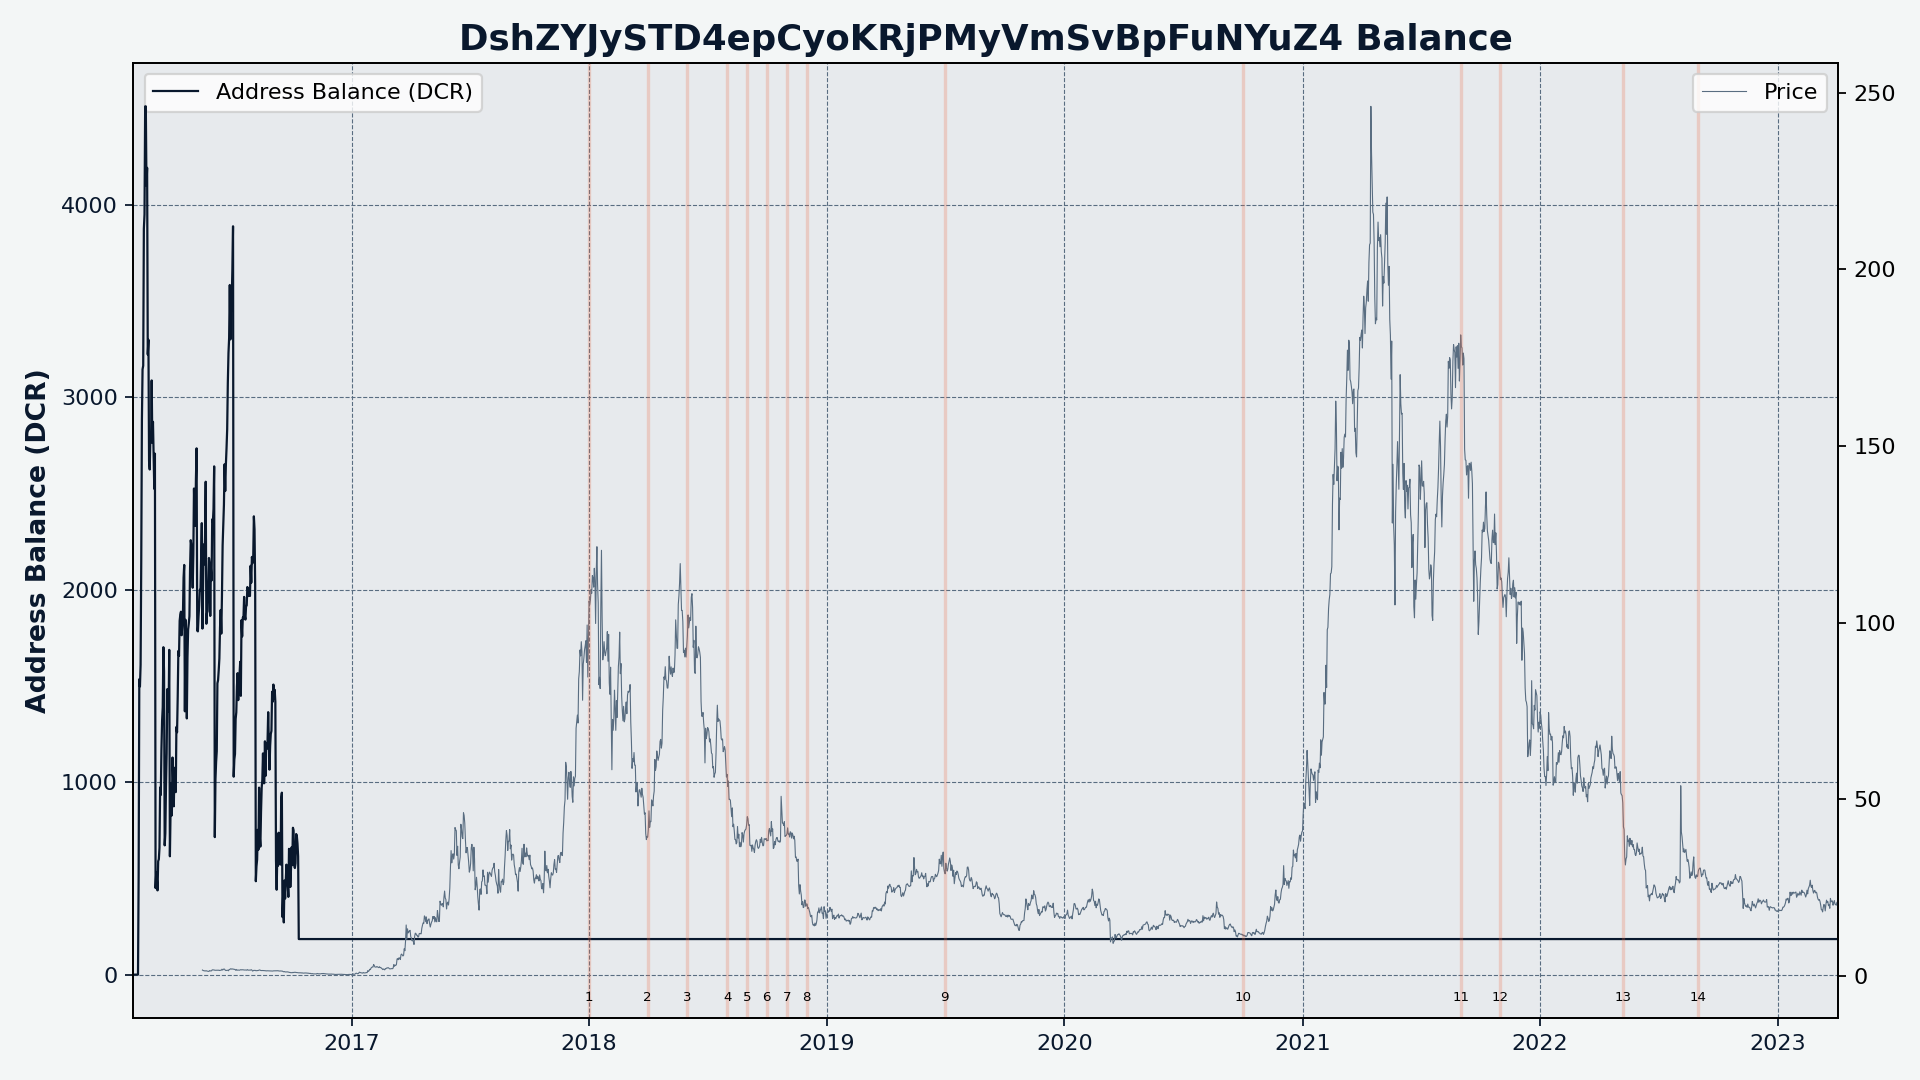 DshZYJySTD4epCyoKRjPMyVmSvBpFuNYuZ4 Balance
Address Balance (DCR)
Price
Address Balance (DCR)
4000
3000
2000
1000
0
250
200
150
100
50
0
1 2 3 4 5 6 7 8 9 10 11 12 13 14
2017 2018 2019 2020 2021 2022 2023